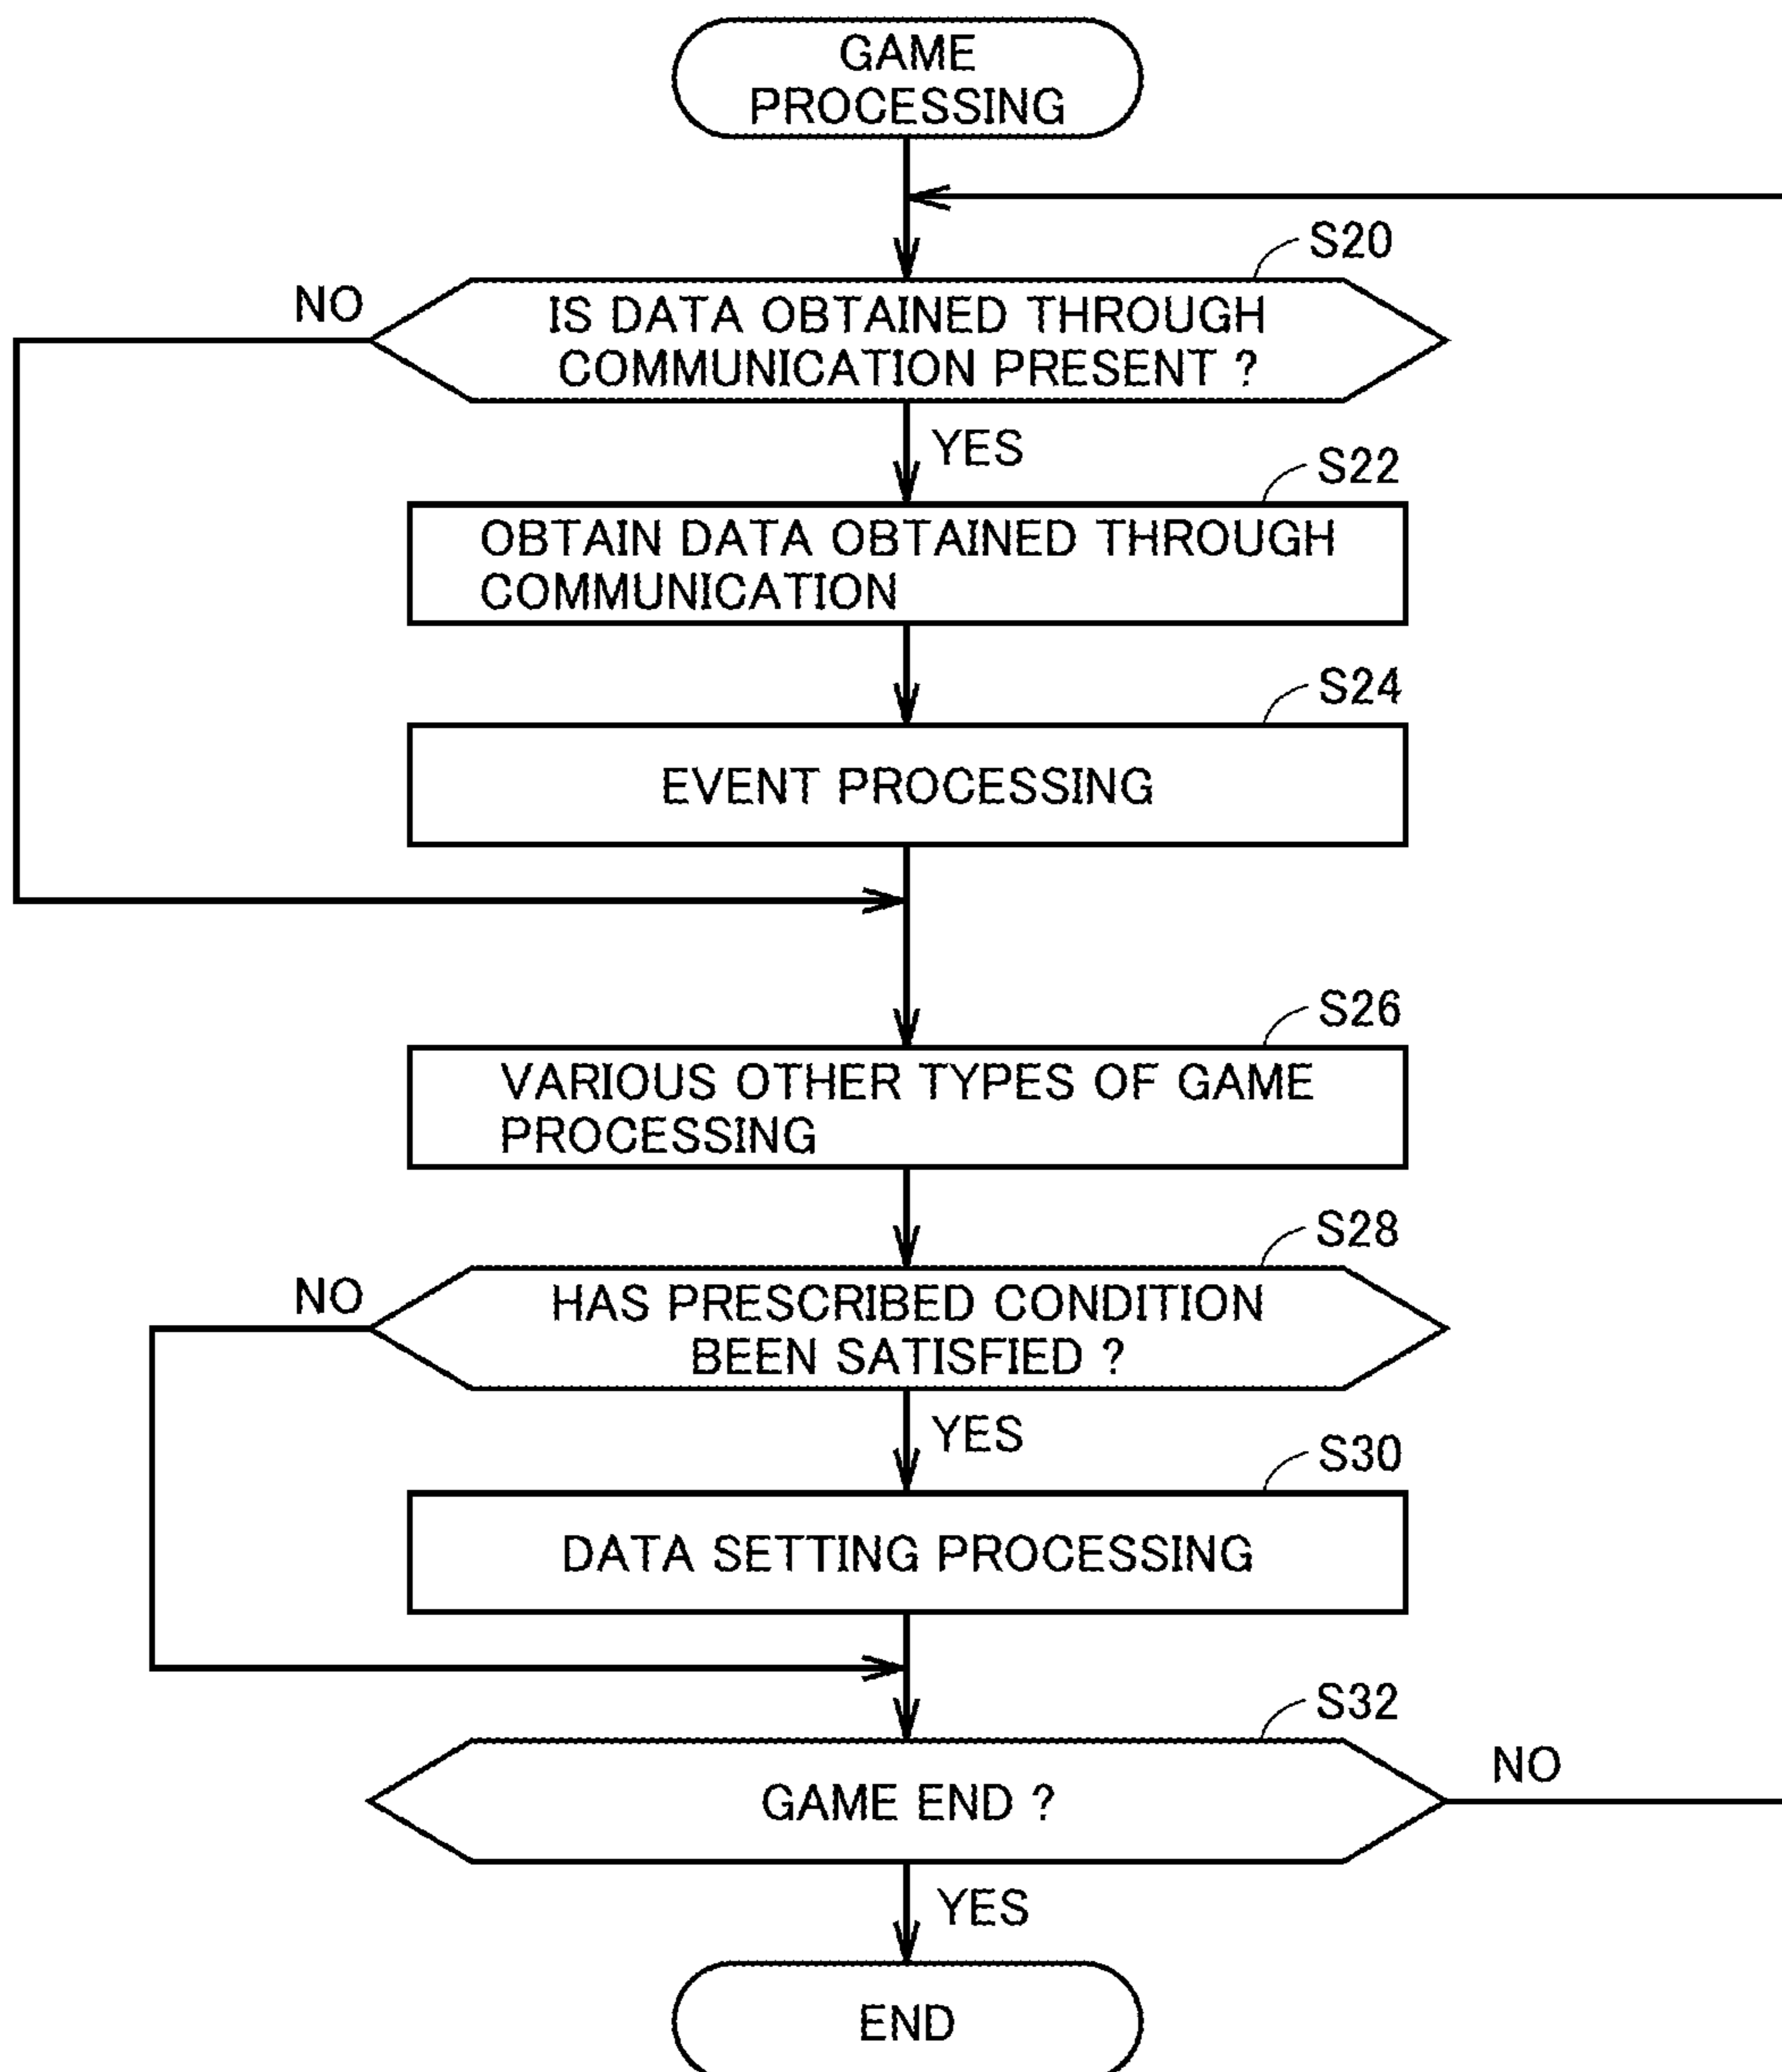 GAME
PROCESSING
S20
NO
IS DATA OBTAINED THROUGH
COMMUNICATION PRESENT ?
YES
S22
OBTAIN DATA OBTAINED THROUGH
COMMUNICATION
S24
EVENT PROCESSING
S26
VARIOUS OTHER TYPES OF GAME
PROCESSING
S28
NO
HAS PRESCRIBED CONDITION
BEEN SATISFIED ?
YES
S30
DATA SETTING PROCESSING
S32
NO
GAME END ?
YES
END